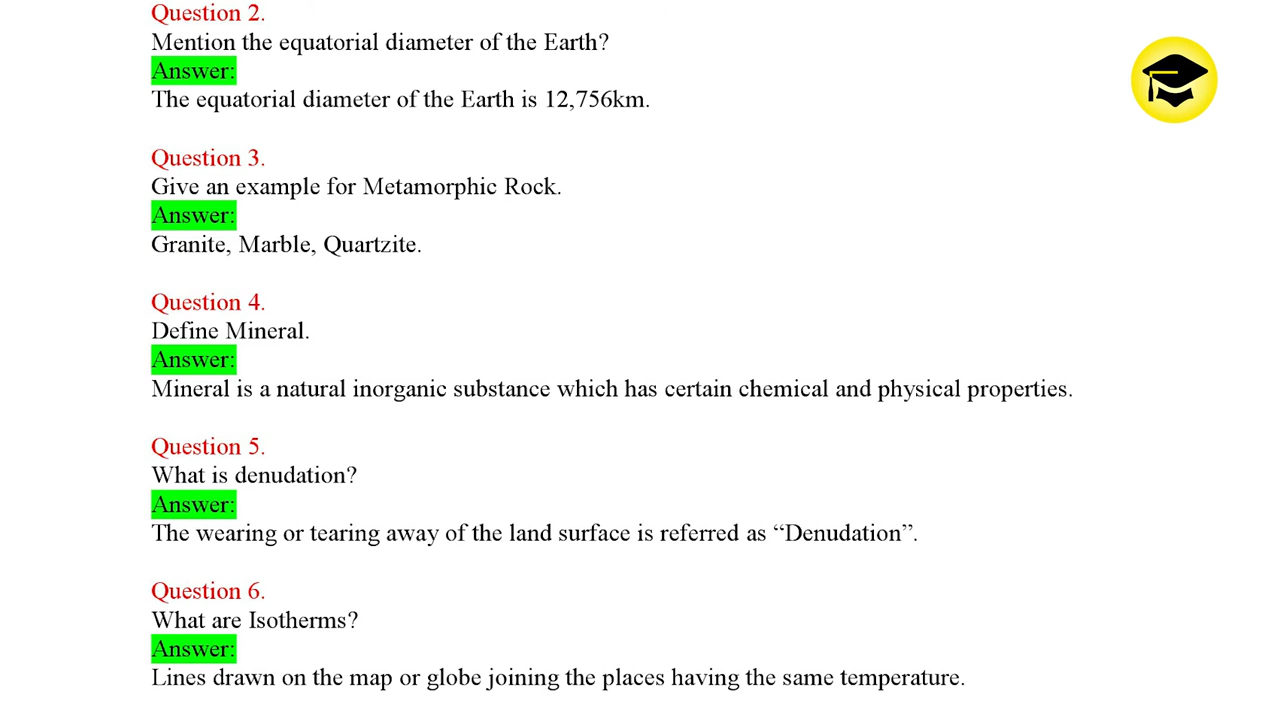 Question 2.
Mention the equatorial diameter of the Earth?
Answer:
The equatorial diameter of the Earth is 12,756km.
Question 3.
Give an example for Metamorphic Rock.
Answer:
Granite, Marble, Quartzite.
Question 4.
Define Mineral.
Answer:
Mineral is a natural inorganic substance which has certain chemical and physical properties.
Question 5.
What is denudation?
Answer:
The wearing or tearing away of the land surface is referred as “Denudation”.
Question 6.
What are Isotherms?
Answer:
Lines drawn on the map or globe joining the places having the same temperature.